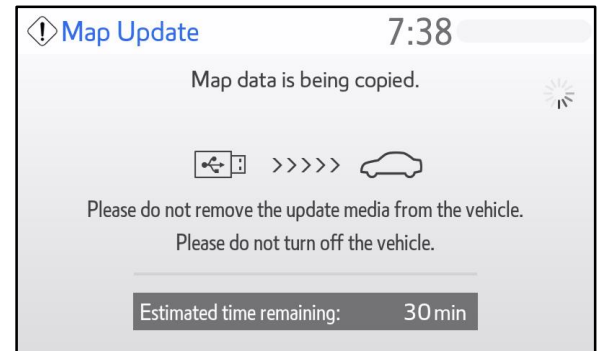 Map Update 7:38
Map data is being copied.
>>>>>
Please do not remove the update media from the vehicle.
Please do not turn off the vehicle.
Estimated time remaining: 30 min